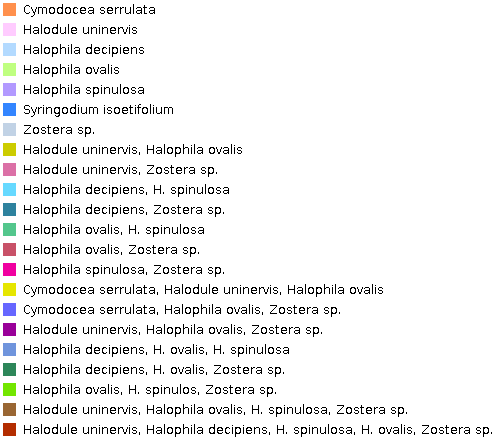 Cymodocea serrulata
Halodule uninervis
Halophila decipiens
Halophila ovalis
Halophila spinulosa
Syringodium isoetifolium
Zostera sp.
Halodule uninervis, Halophila ovalis
Halodule uninervis, Zostera sp.
Halophila decipiens, H. spinulosa
Halophila decipiens, Zostera sp.
Halophila ovalis, H. spinulosa
Halophila ovalis, Zostera sp.
Halophila spinulosa, Zostera sp.
Cymodocea serrulata, Halodule uninervis, Halophila ovalis
Cymodocea serrulata, Halophila ovalis, Zostera sp.
Halodule uninervis, Halophila ovalis, Zostera sp.
Halophila decipiens, H. ovalis, H. spinulosa
Halophila decipiens, H. ovalis, Zostera sp.
Halophila ovalis, H. spinulos, Zostera sp.
Halodule uninervis, Halophila ovalis, H. spinulosa, Zostera sp.
Halodule uninervis, Halophila decipiens, H. spinulosa, H. ovalis, Zostera sp.